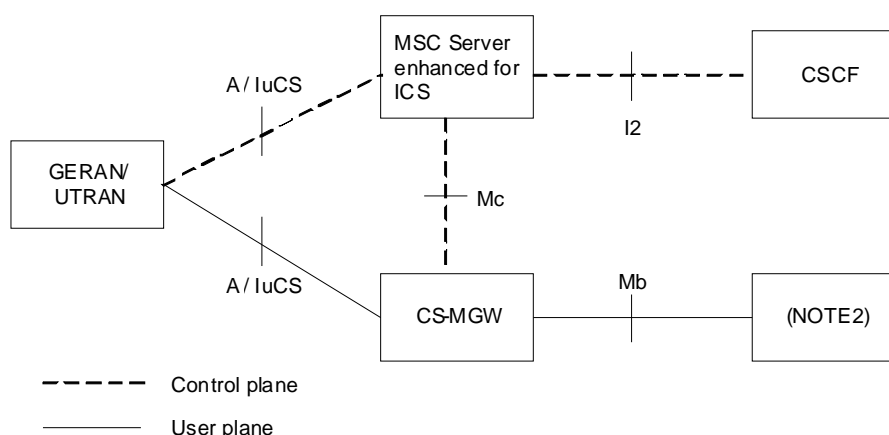 MSC Server
enhanced for
ICS
CSCF
A / IuCS
I2
GERAN/
UTRAN
Mc
A / IuCS
Mb
CS-MGW
(NOTE2)
Control plane
User plane